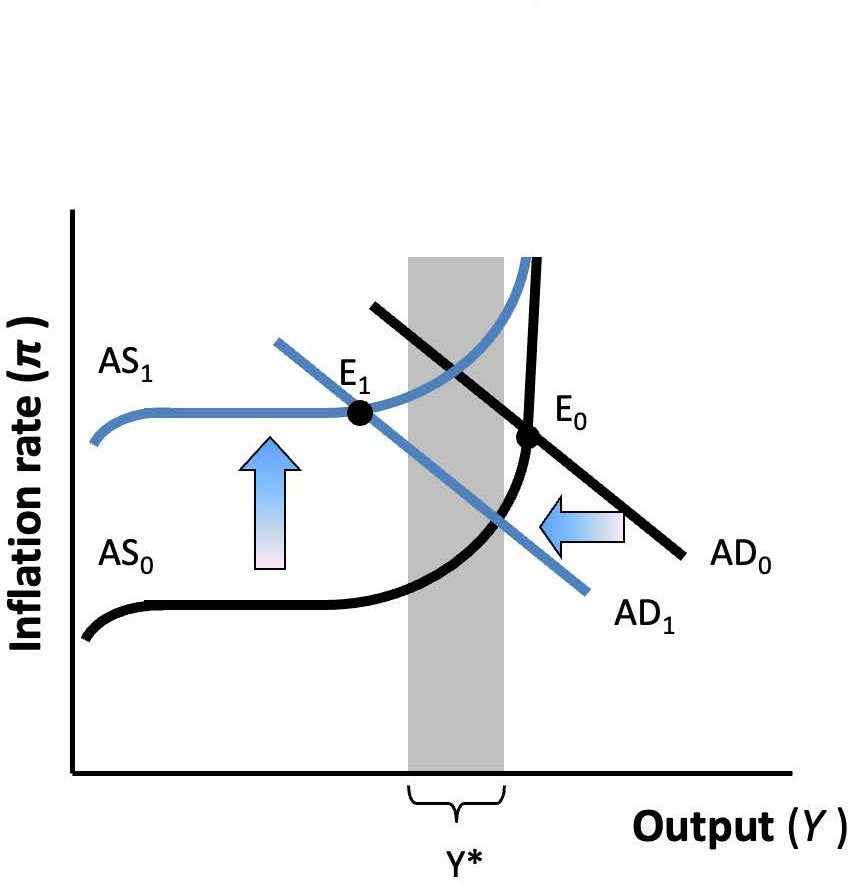 AS₁
E₁
E₀
AS₀
AD₀
AD₁
Inflation rate (π)
Output (Y)
Y*